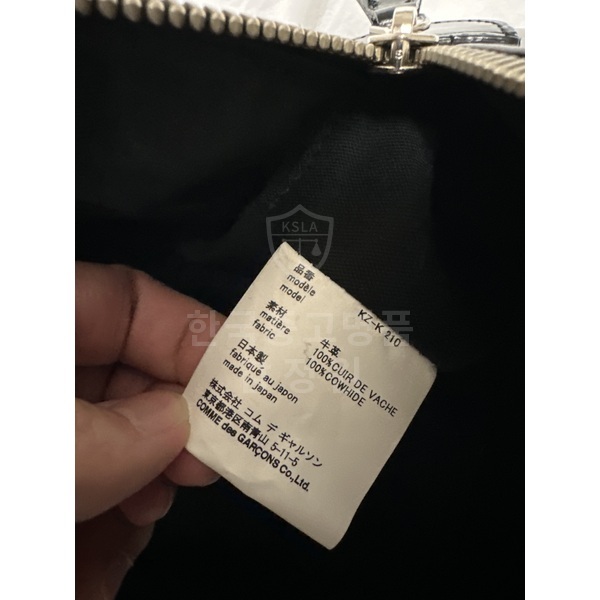 KSLA
品番
modèle
model
KZ-K 210
素材
matière
fabric
牛革
100%CUIR DE VACHE
100%COWHIDE
日本製
fabriqué au japon
made in japan
株式会社 コム デ ギャルソン
東京都港区南青山 5-11-5
COMME des GARÇONS Co.,Ltd.